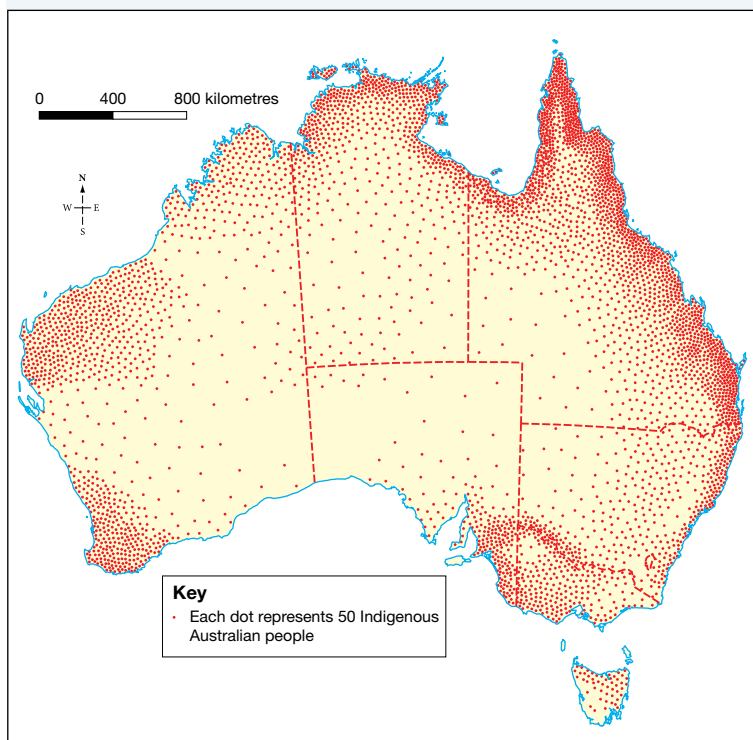 0 400 800 kilometres
N
W E
S
Key
Each dot represents 50 Indigenous
Australian people